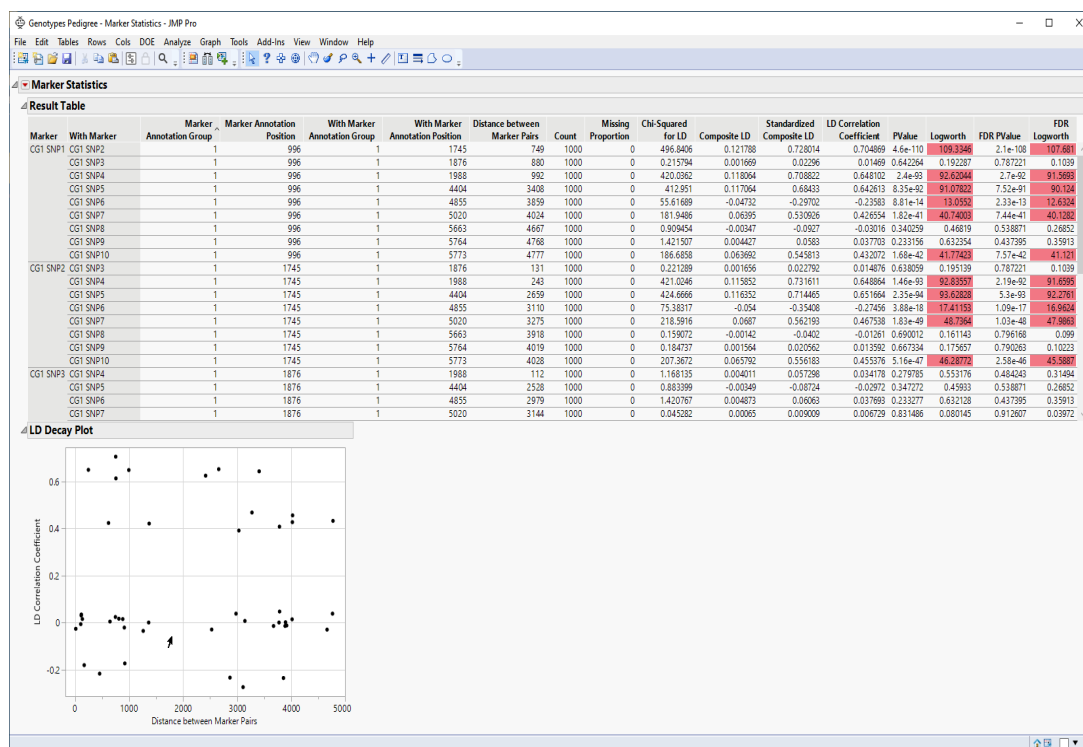 Genotypes Pedigree - Marker Statistics - JMP Pro
File Edit Tables Rows Cols DOE Analyze Graph Tools Add-Ins View Window Help
Marker Statistics
Result Table
Marker Marker Annotation With Marker With Marker Distance between Missing Chi-Squared Standardized LD Correlation FDR
Marker With Marker Annotation Group Position Annotation Group Annotation Position Marker Pairs Count Proportion for LD Composite LD Composite LD Coefficient PValue Logworth FDR PValue Logworth
CG1 SNP1 CG1 SNP2 1 996 1 1745 749 1000 0 496.8406 0.121788 0.728014 0.704869 4.6e-110 109.3346 2.1e-108 107.681
CG1 SNP3 1 996 1 1876 880 1000 0 0.215794 0.001669 0.02296 0.01469 0.642264 0.192287 0.787221 0.1039
CG1 SNP4 1 996 1 1988 992 1000 0 420.0362 0.118064 0.708822 0.648102 2.4e-93 92.62044 2.7e-92 91.5693
CG1 SNP5 1 996 1 4404 3408 1000 0 412.951 0.117064 0.68433 0.642613 8.35e-92 91.07822 7.52e-91 90.124
CG1 SNP6 1 996 1 4855 3859 1000 0 55.61689 -0.04732 -0.29702 -0.23583 8.81e-14 13.0552 2.33e-13 12.6324
CG1 SNP7 1 996 1 5020 4024 1000 0 181.9486 0.06395 0.530926 0.426554 1.82e-41 40.74003 7.44e-41 40.1282
CG1 SNP8 1 996 1 5663 4667 1000 0 0.909454 -0.00347 -0.0927 -0.03016 0.340259 0.46819 0.538871 0.26852
CG1 SNP9 1 996 1 5764 4768 1000 0 1.421507 0.004427 0.0583 0.037703 0.233156 0.632354 0.437395 0.35913
CG1 SNP10 1 996 1 5773 4777 1000 0 186.6858 0.063692 0.545813 0.432072 1.68e-42 41.77423 7.57e-42 41.121
CG1 SNP2 CG1 SNP3 1 1745 1 1876 131 1000 0 0.221289 0.001656 0.022792 0.014876 0.638059 0.195139 0.787221 0.1039
CG1 SNP4 1 1745 1 1988 243 1000 0 421.0246 0.115852 0.731611 0.648864 1.46e-93 92.83557 2.19e-92 91.6595
CG1 SNP5 1 1745 1 4404 2659 1000 0 424.6666 0.116352 0.714465 0.651664 2.35e-94 93.62828 5.3e-93 92.2761
CG1 SNP6 1 1745 1 4855 3110 1000 0 75.38317 -0.054 -0.35408 -0.27456 3.88e-18 17.41153 1.09e-17 16.9624
CG1 SNP7 1 1745 1 5020 3275 1000 0 218.5916 0.0687 0.562193 0.467538 1.83e-49 48.7364 1.03e-48 47.9863
CG1 SNP8 1 1745 1 5663 3918 1000 0 0.159072 -0.00142 -0.0402 -0.01261 0.690012 0.161143 0.796168 0.099
CG1 SNP9 1 1745 1 5764 4019 1000 0 0.184737 0.001564 0.020562 0.013592 0.667334 0.175657 0.790263 0.10223
CG1 SNP10 1 1745 1 5773 4028 1000 0 207.3672 0.065792 0.556183 0.455376 5.16e-47 46.28772 2.58e-46 45.5887
CG1 SNP3 CG1 SNP4 1 1876 1 1988 112 1000 0 1.168135 0.004011 0.057298 0.034178 0.279785 0.553176 0.484243 0.31494
CG1 SNP5 1 1876 1 4404 2528 1000 0 0.883399 -0.00349 -0.08724 -0.02972 0.347272 0.45933 0.538871 0.26852
CG1 SNP6 1 1876 1 4855 2979 1000 0 1.420767 0.004873 0.06063 0.037693 0.233277 0.632128 0.437395 0.35913
CG1 SNP7 1 1876 1 5020 3144 1000 0 0.045282 0.00065 0.009009 0.006729 0.831486 0.080145 0.912607 0.03972
LD Decay Plot
LD Correlation Coefficient
0.6
0.4
0.2
0
-0.2
0 1000 2000 3000 4000 5000
Distance between Marker Pairs